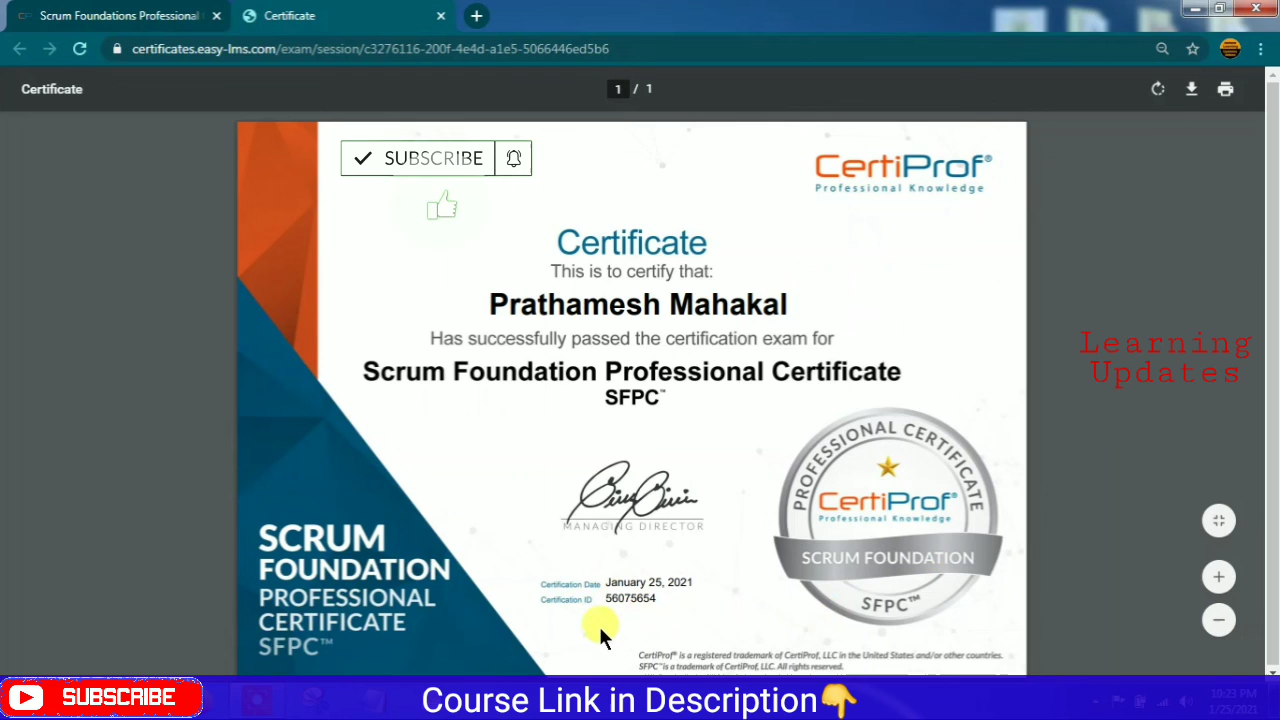 Scrum Foundations Professional
Certificate
certificates.easy-lms.com/exam/session/c3276116-200f-4e4d-a1e5-5066446ed5b6
Certificate
1 / 1
SUBSCRIBE
CertiProf®
Professional Knowledge
Certificate
This is to certify that:
Prathamesh Mahakal
Has successfully passed the certification exam for
Scrum Foundation Professional Certificate
SFPC™
Learning
Updates
MANAGING DIRECTOR
PROFESSIONAL CERTIFICATE
CertiProf®
Professional Knowledge
SCRUM FOUNDATION
SFPC™
SCRUM
FOUNDATION
PROFESSIONAL
CERTIFICATE
SFPC™
Certification Date January 25, 2021
Certification ID 56075654
CertiProf® is a registered trademark of CertiProf, LLC in the United States and/or other countries.
SFPC™ is a trademark of CertiProf, LLC. All rights reserved.
SUBSCRIBE
Course Link in Description👇
10:23 PM
1/25/2021